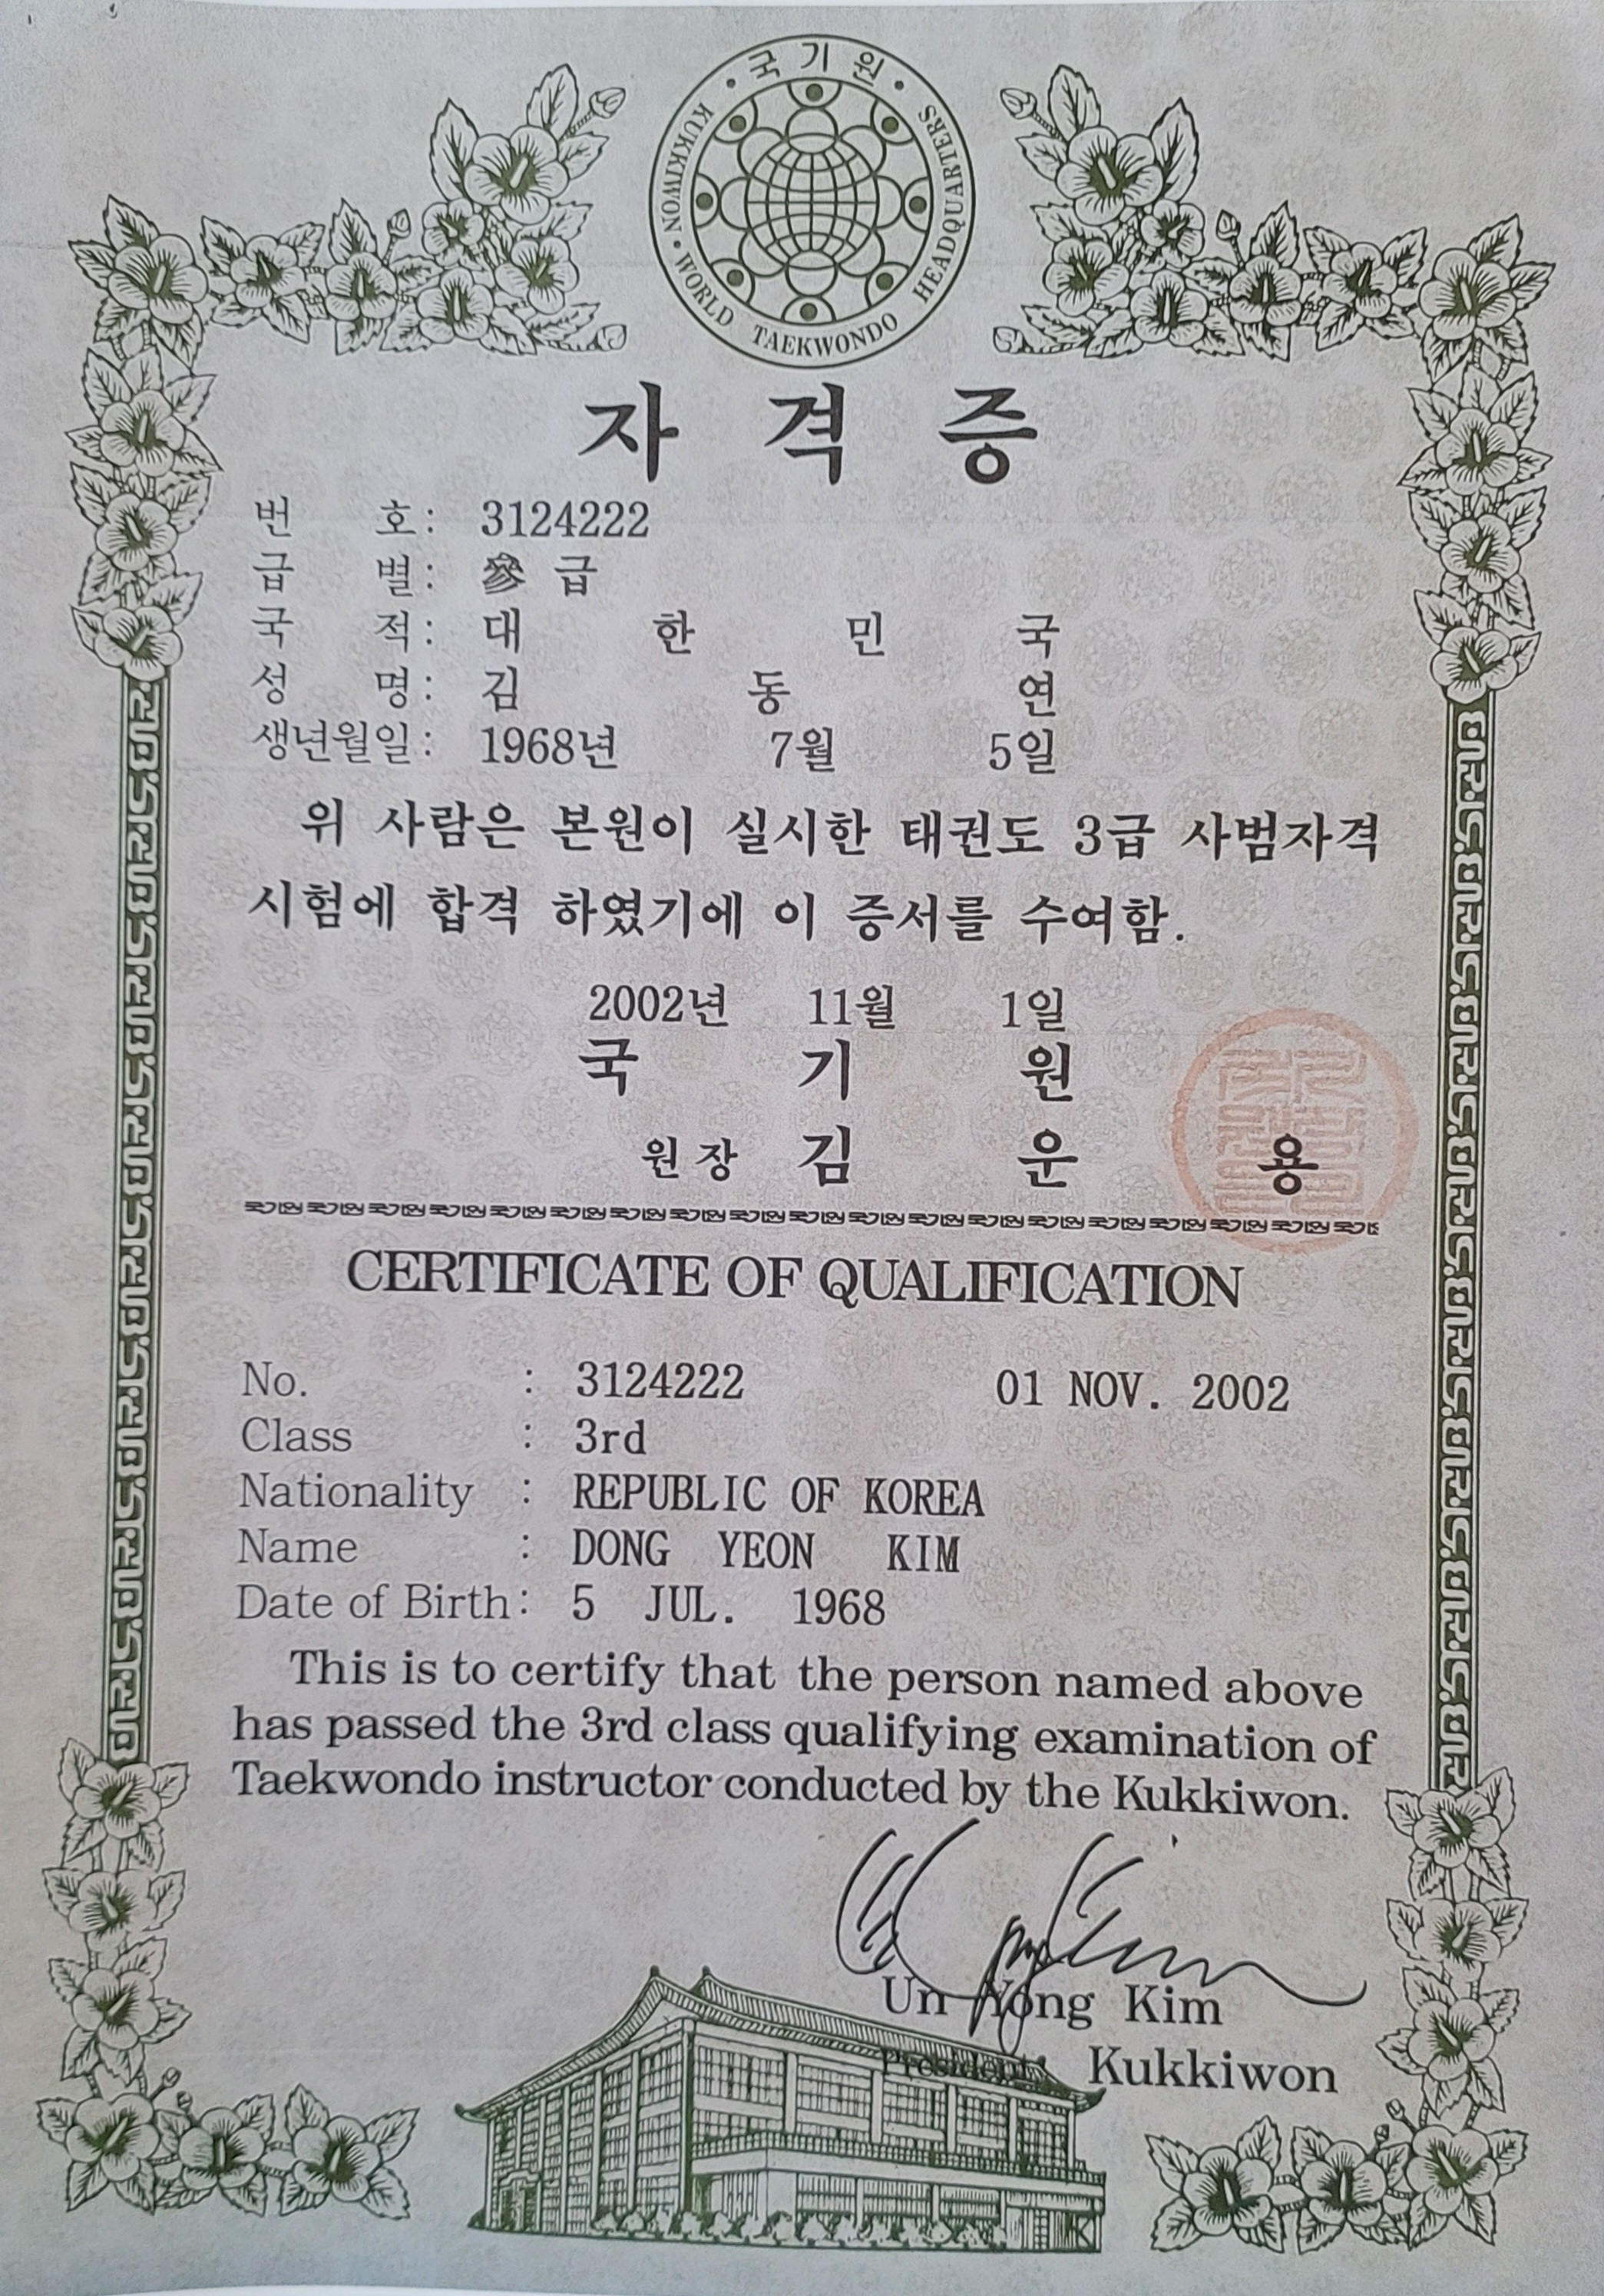 국기원
KUKKIWON · WORLD TAEKWONDO HEADQUARTERS
자 격 증
번 호: 3124222
급 별: 參 급
국 적: 대 한 민 국
성 명: 김 동 연
생년월일: 1968년 7월 5일
위 사람은 본원이 실시한 태권도 3급 사범자격
시험에 합격 하였기에 이 증서를 수여함.
2002년 11월 1일
국 기 원
원장 김 운 용
CERTIFICATE OF QUALIFICATION
No. : 3124222 01 NOV. 2002
Class : 3rd
Nationality : REPUBLIC OF KOREA
Name : DONG YEON KIM
Date of Birth: 5 JUL. 1968
This is to certify that the person named above
has passed the 3rd class qualifying examination of
Taekwondo instructor conducted by the Kukkiwon.
Un Yong Kim
President, Kukkiwon